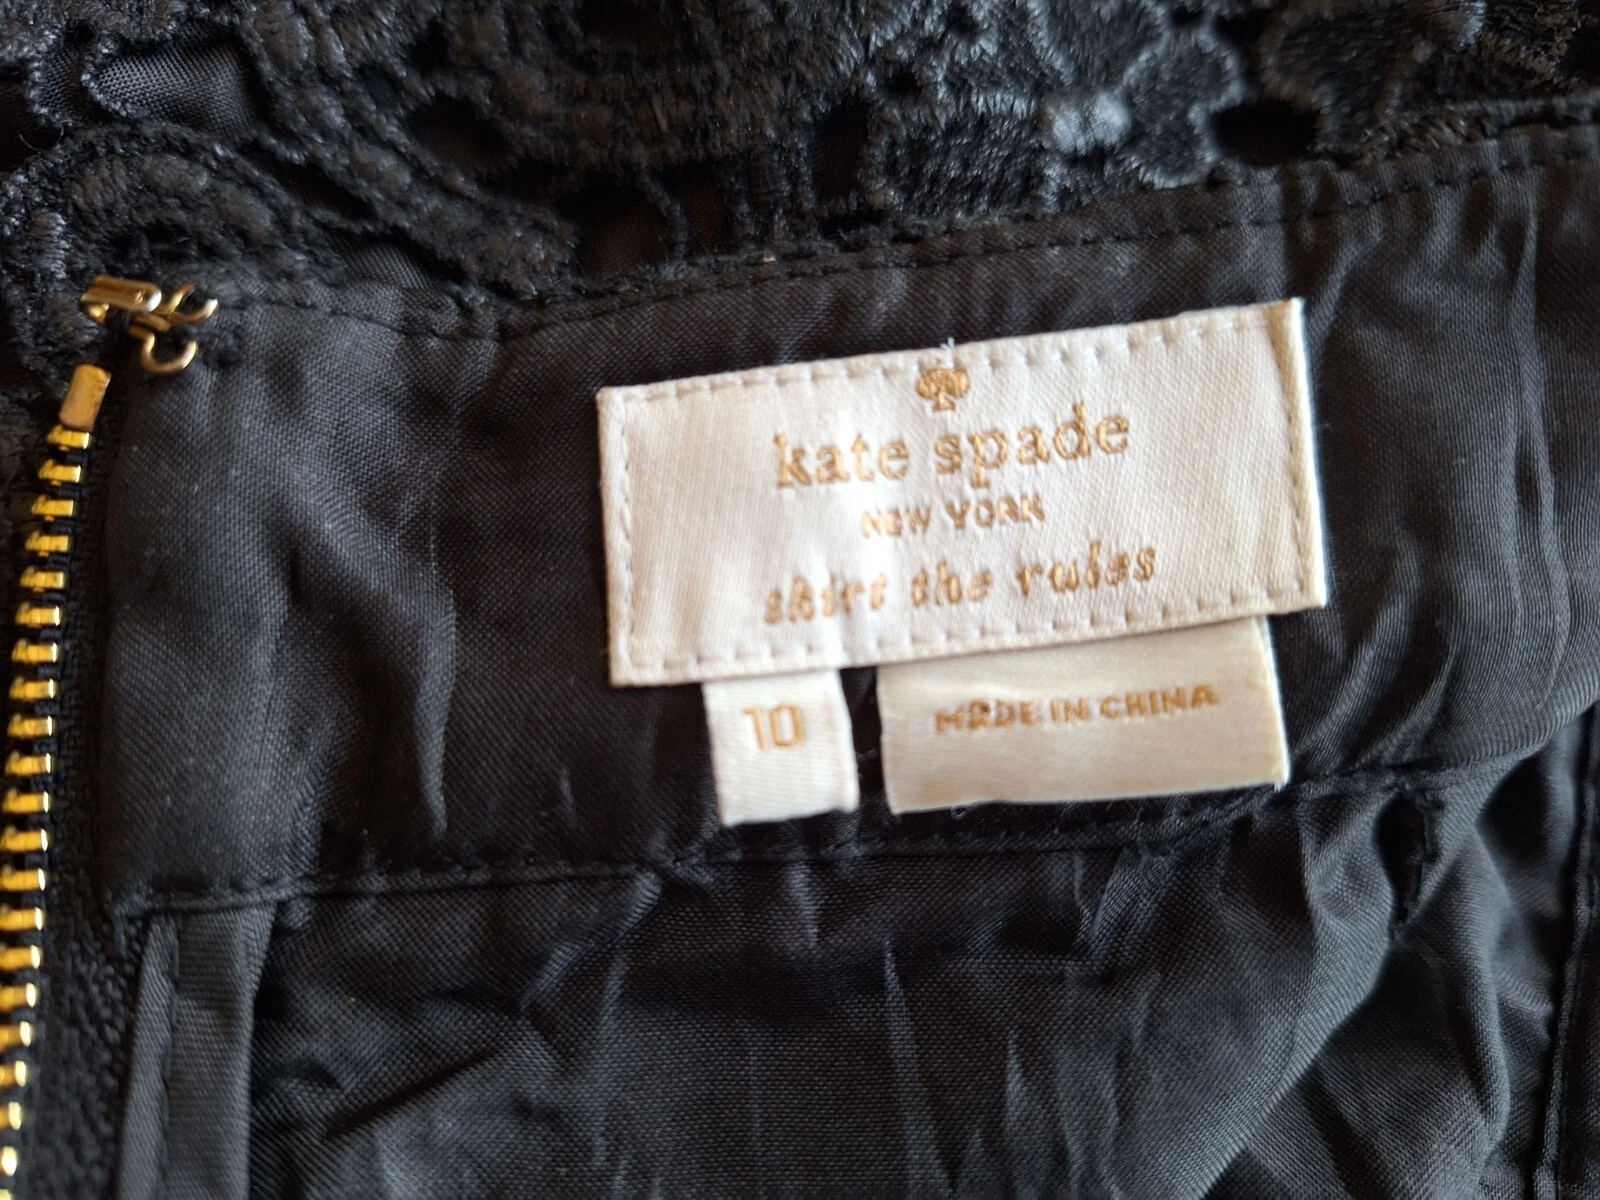 kate spade
NEW YORK
skirt the rules
10
MADE IN CHINA